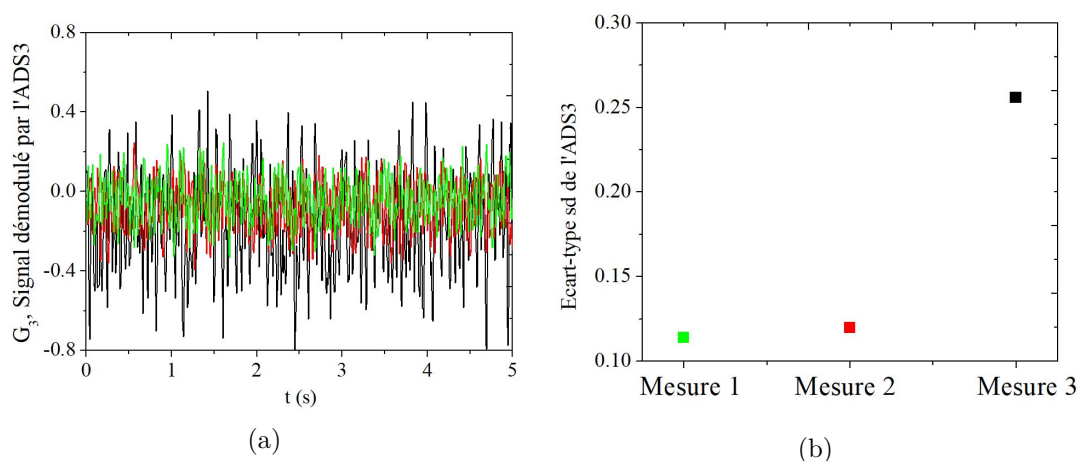 G3, Signal démodulé par l'ADS3
0.8
0.4
0.0
-0.4
-0.8
0
1
2
3
4
5
t (s)
(a)
Ecart-type sd de l'ADS3
0.30
0.25
0.20
0.15
0.10
Mesure 1
Mesure 2
Mesure 3
(b)